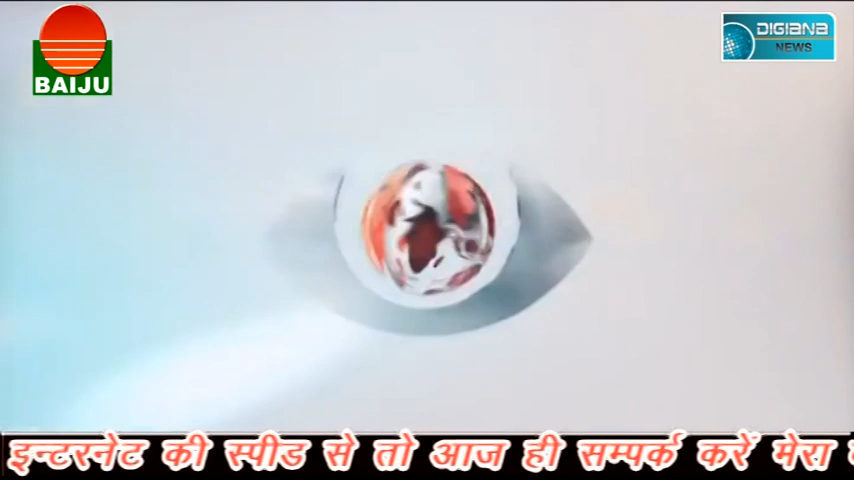 BAIJU
DIGIANA
NEWS
इन्टरनेट की स्पीड से तो आज ही सम्पर्क करें मेरा